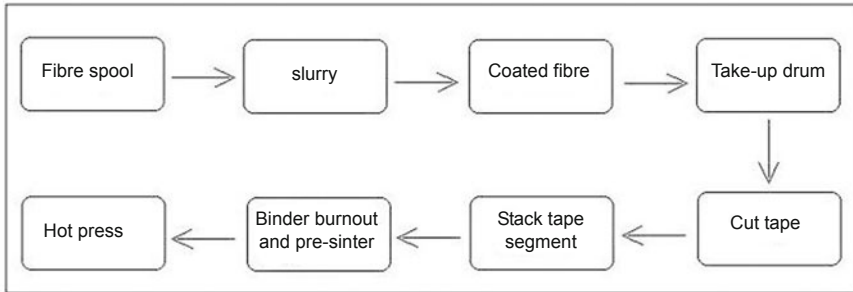 Fibre spool
slurry
Coated fibre
Take-up drum
Cut tape
Stack tape
segment
Binder burnout
and pre-sinter
Hot press